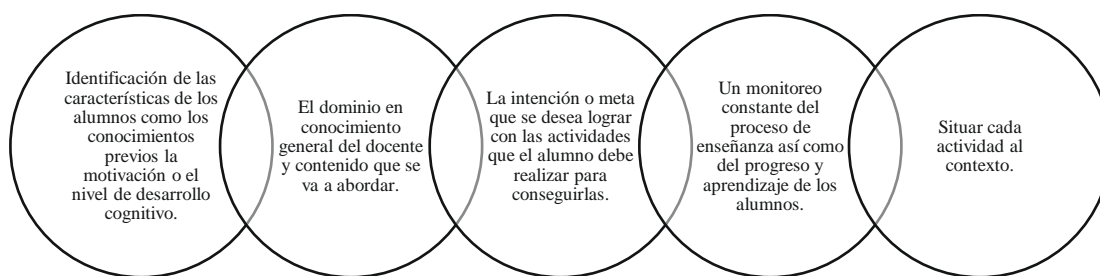 Identificación de las
características de los
alumnos como los
conocimientos
previos la
motivación o el
nivel de desarrollo
cognitivo.
El dominio en
conocimiento
general del docente
y contenido que se
va a abordar.
La intención o meta
que se desea lograr
con las actividades
que el alumno debe
realizar para
conseguirlas.
Un monitoreo
constante del
proceso de
enseñanza así como
del progreso y
aprendizaje de los
alumnos.
Situar cada
actividad al
contexto.